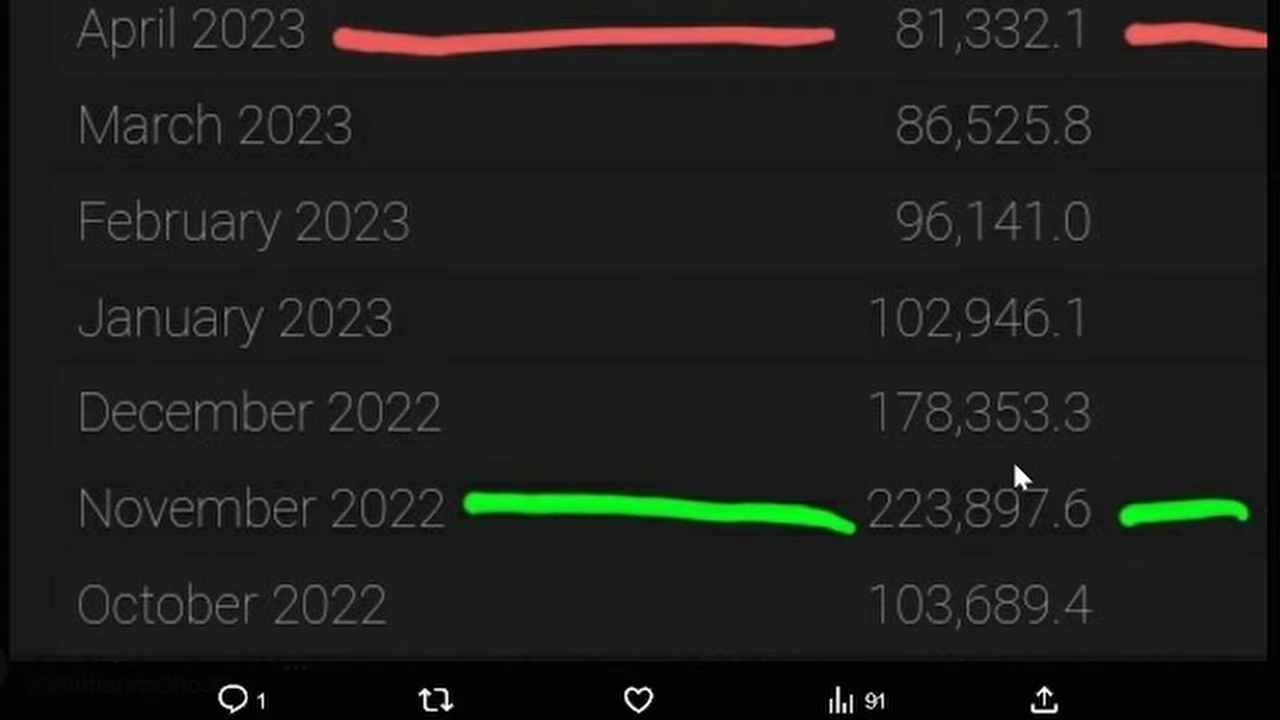 April 2023 81,332.1
March 2023 86,525.8
February 2023 96,141.0
January 2023 102,946.1
December 2022 178,353.3
November 2022 223,897.6
October 2022 103,689.4
1 91